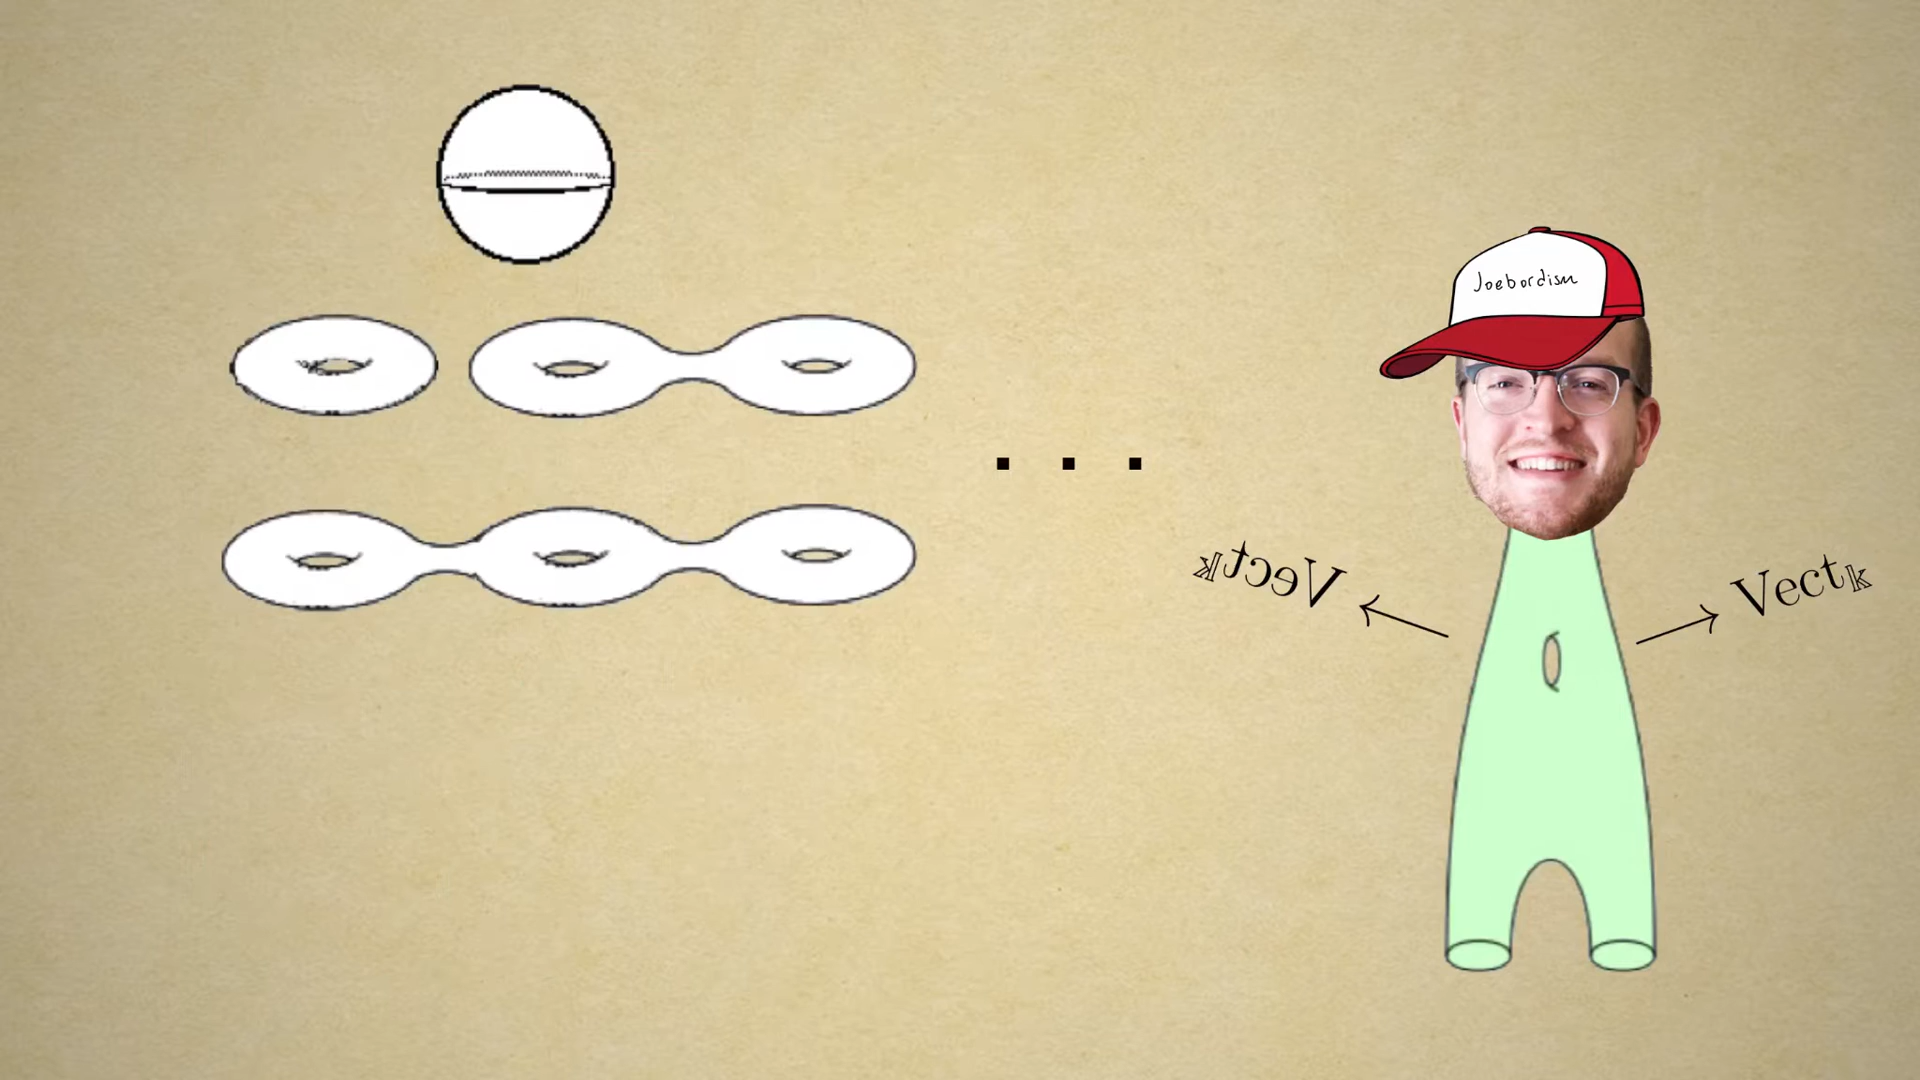 Joebordism
Vect𝕜
Vect𝕜
. . .